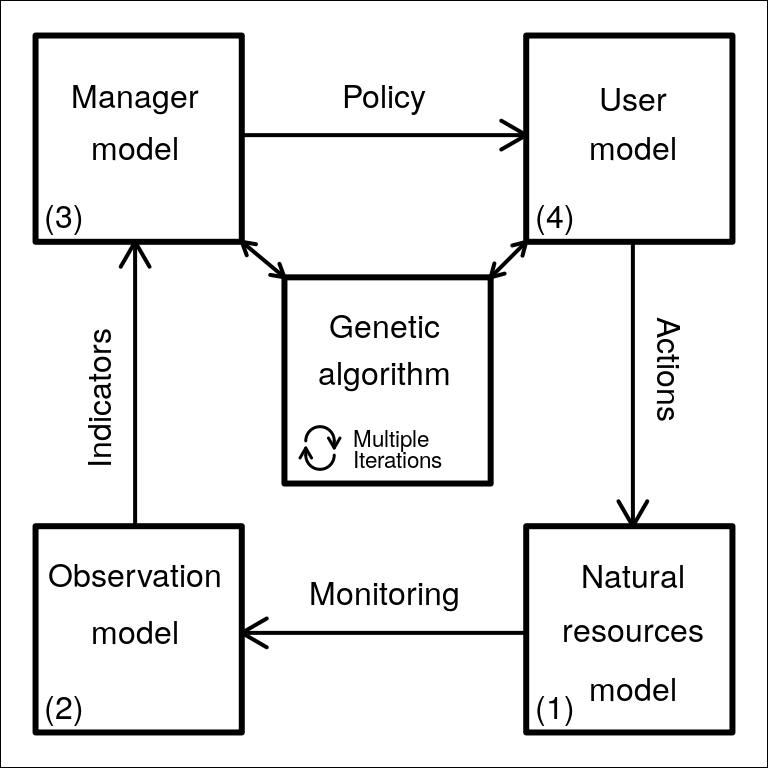 Manager
model
(3)
Policy
User
model
(4)
Indicators
Genetic
algorithm
Multiple
Iterations
Actions
Observation
model
(2)
Monitoring
Natural
resources
model
(1)